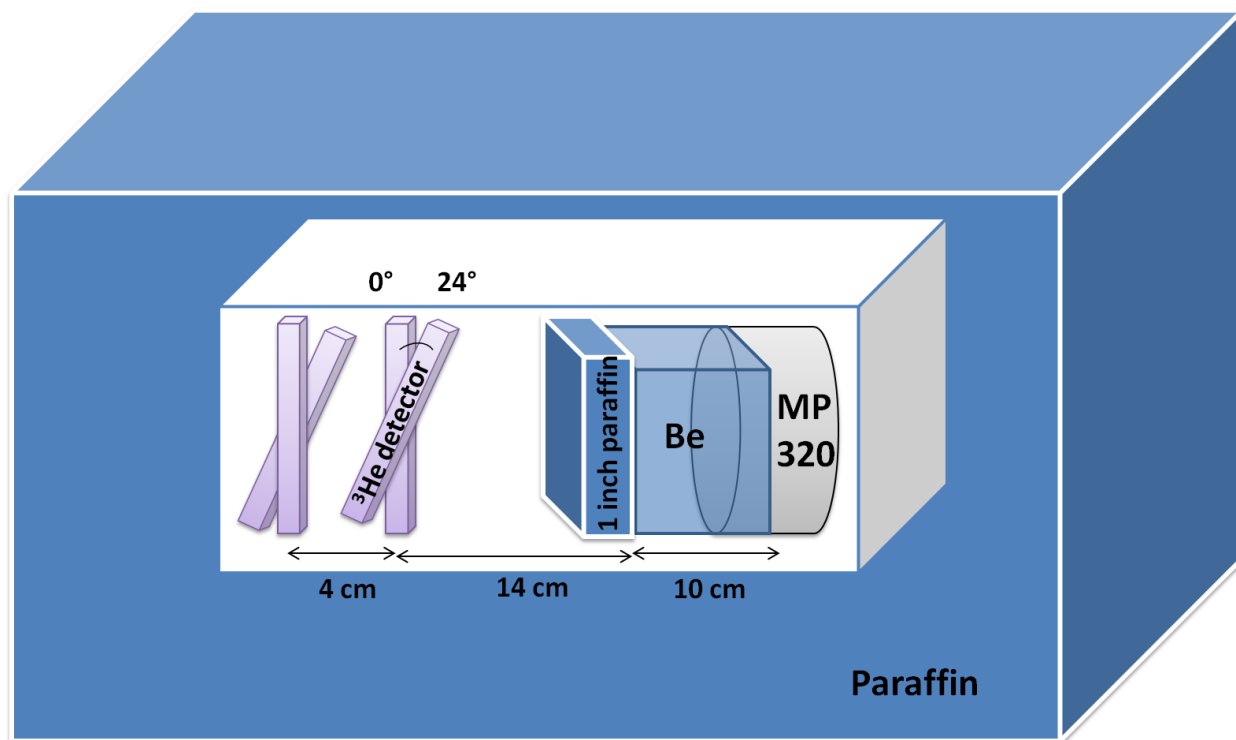 0° 24°
³He detector
1 inch paraffin
Be
MP
320
4 cm 14 cm 10 cm
Paraffin